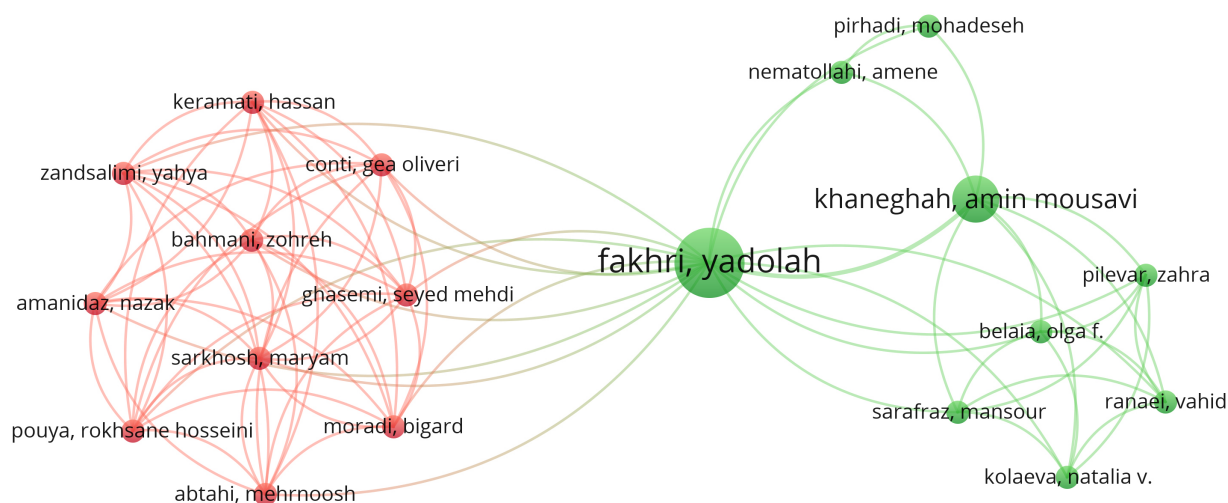 pirhadi, mohadeseh
nematollahi, amene
keramati, hassan
conti, gea oliveri
zandsalimi, yahya
khaneghah, amin mousavi
bahmani, zohreh
fakhri, yadolah
pilevar, zahra
ghasemi, seyed mehdi
amanidaz, nazak
belaia, olga f.
sarkhosh, maryam
ranaei, vahid
sarafraz, mansour
moradi, bigard
pouya, rokhsane hosseini
kolaeva, natalia v.
abtahi, mehrnoosh